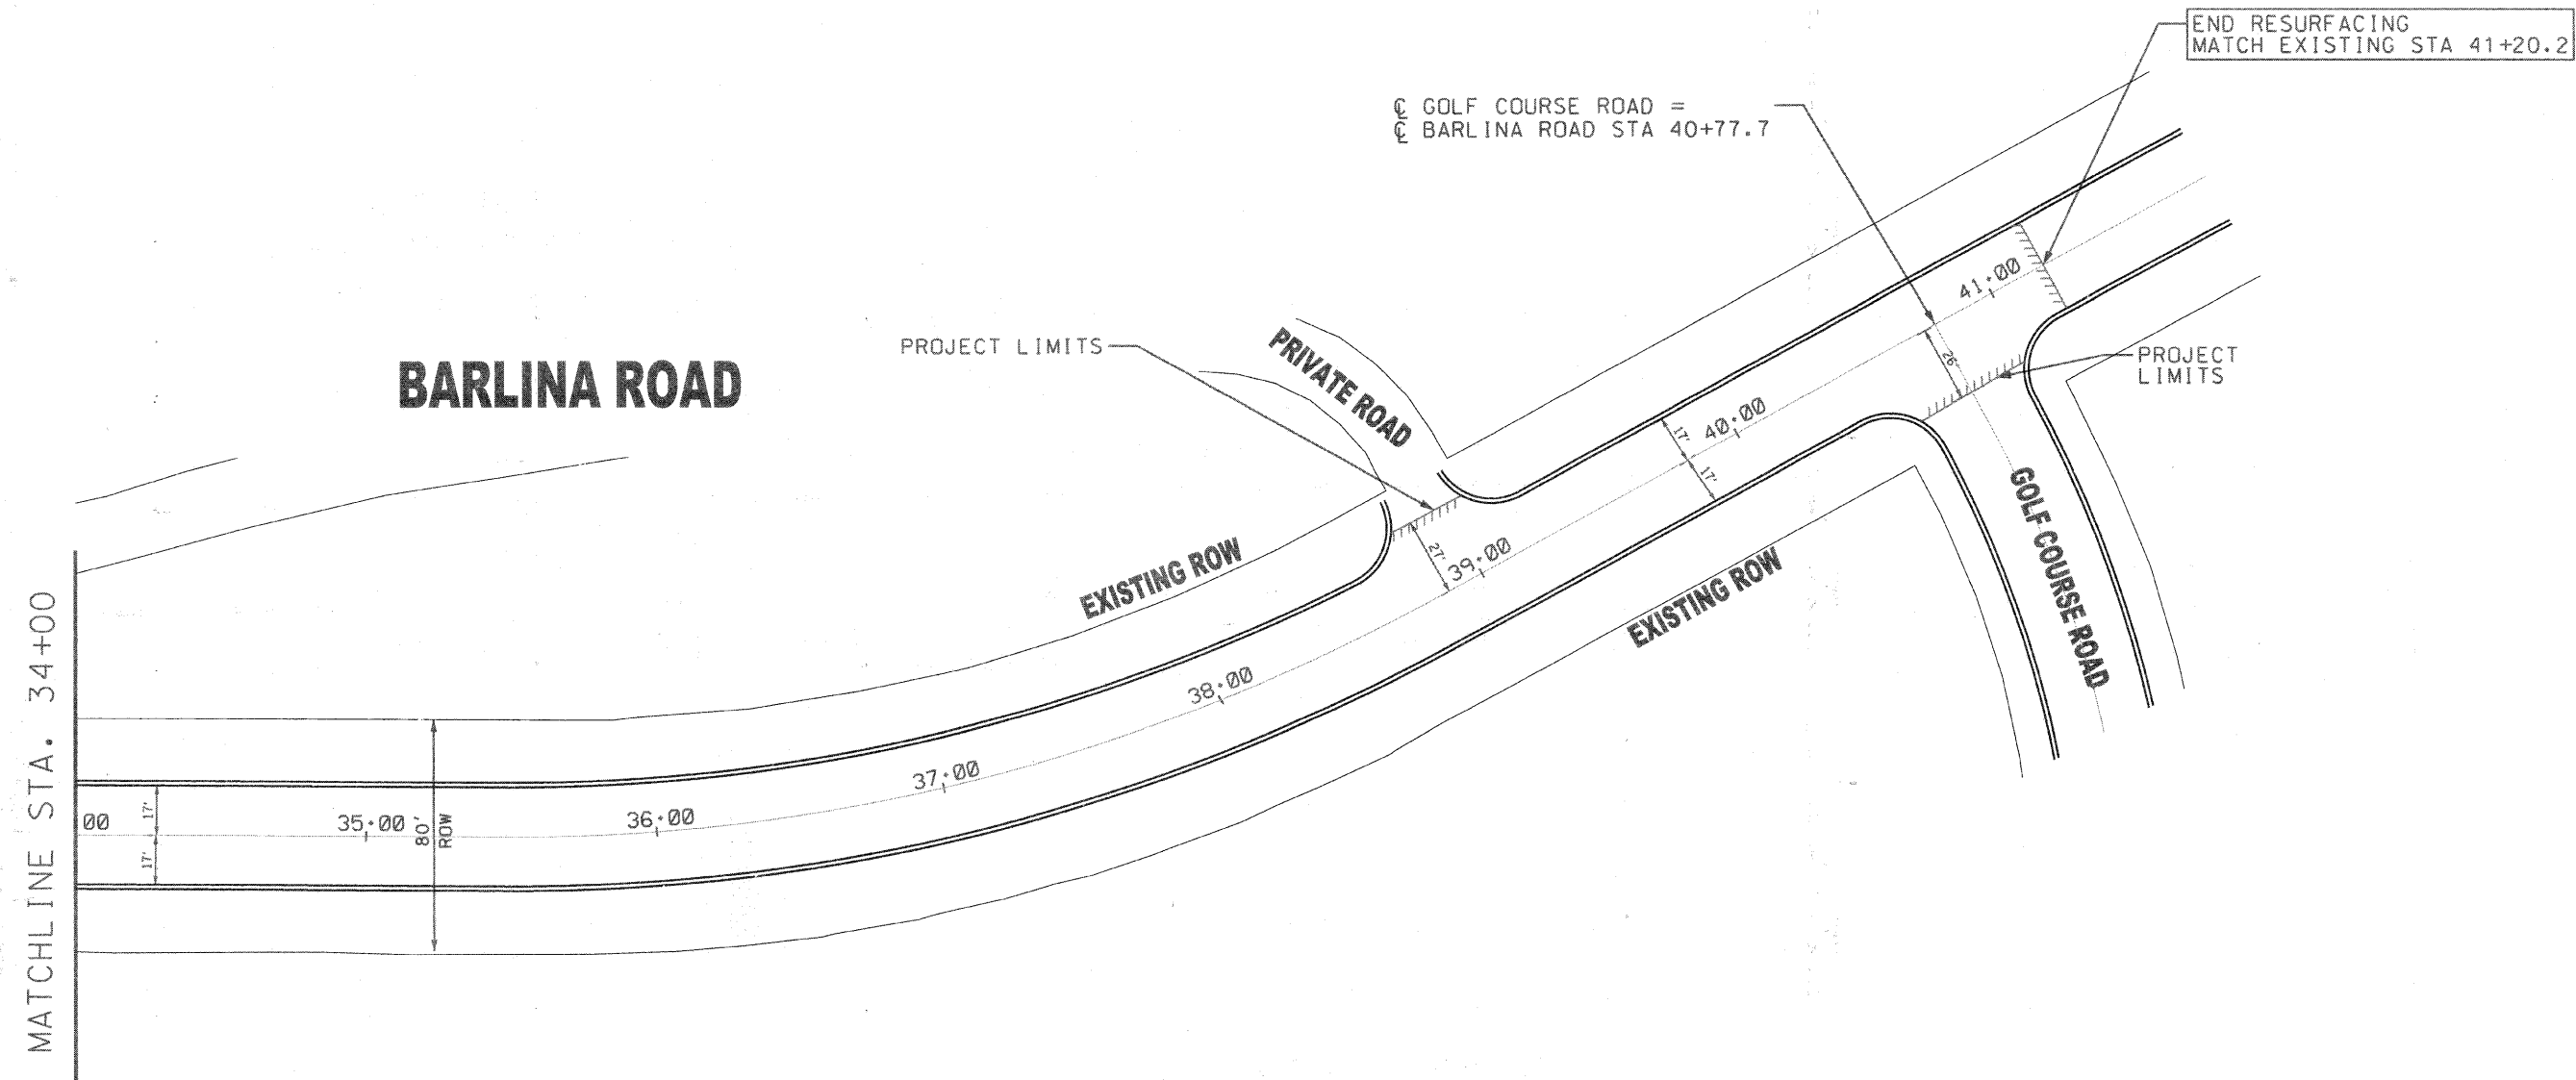 END RESURFACING
MATCH EXISTING STA 41+20.2
℄ GOLF COURSE ROAD =
℄ BARLINA ROAD STA 40+77.7
41+00
PROJECT LIMITS
PRIVATE ROAD
26'
PROJECT
LIMITS
BARLINA ROAD
17'
40+00
17'
GOLF COURSE ROAD
27'
39+00
EXISTING ROW
EXISTING ROW
38+00
37+00
36+00
35+00
80'
ROW
00
17'
17'
MATCHLINE STA. 34+00